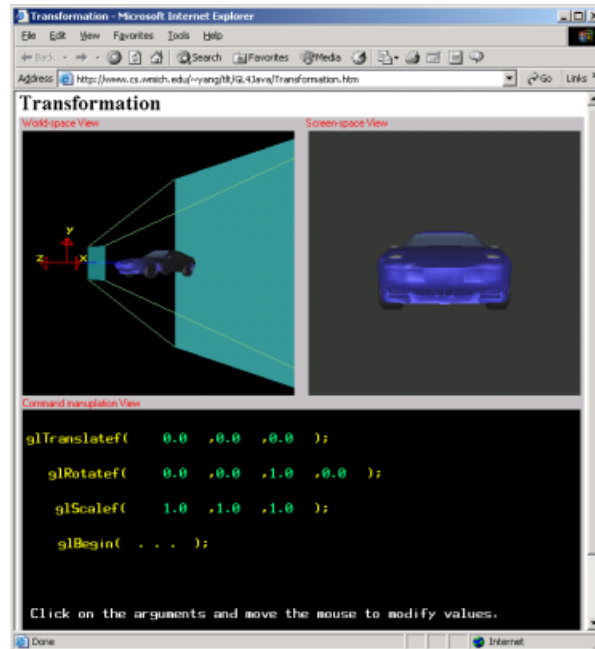 Transformation - Microsoft Internet Explorer
File Edit View Favorites Tools Help
Back Search Favorites Media
Address http://www.cs.wmich.edu/~yang/tlt/GL4Java/Transformation.htm Go Links
Transformation
World-space View Screen-space View
y
z x
Command manuplation View
glTranslatef( 0.0 ,0.0 ,0.0 );
glRotatef( 0.0 ,0.0 ,1.0 ,0.0 );
glScalef( 1.0 ,1.0 ,1.0 );
glBegin( . . . );
Click on the arguments and move the mouse to modify values.
Done Internet